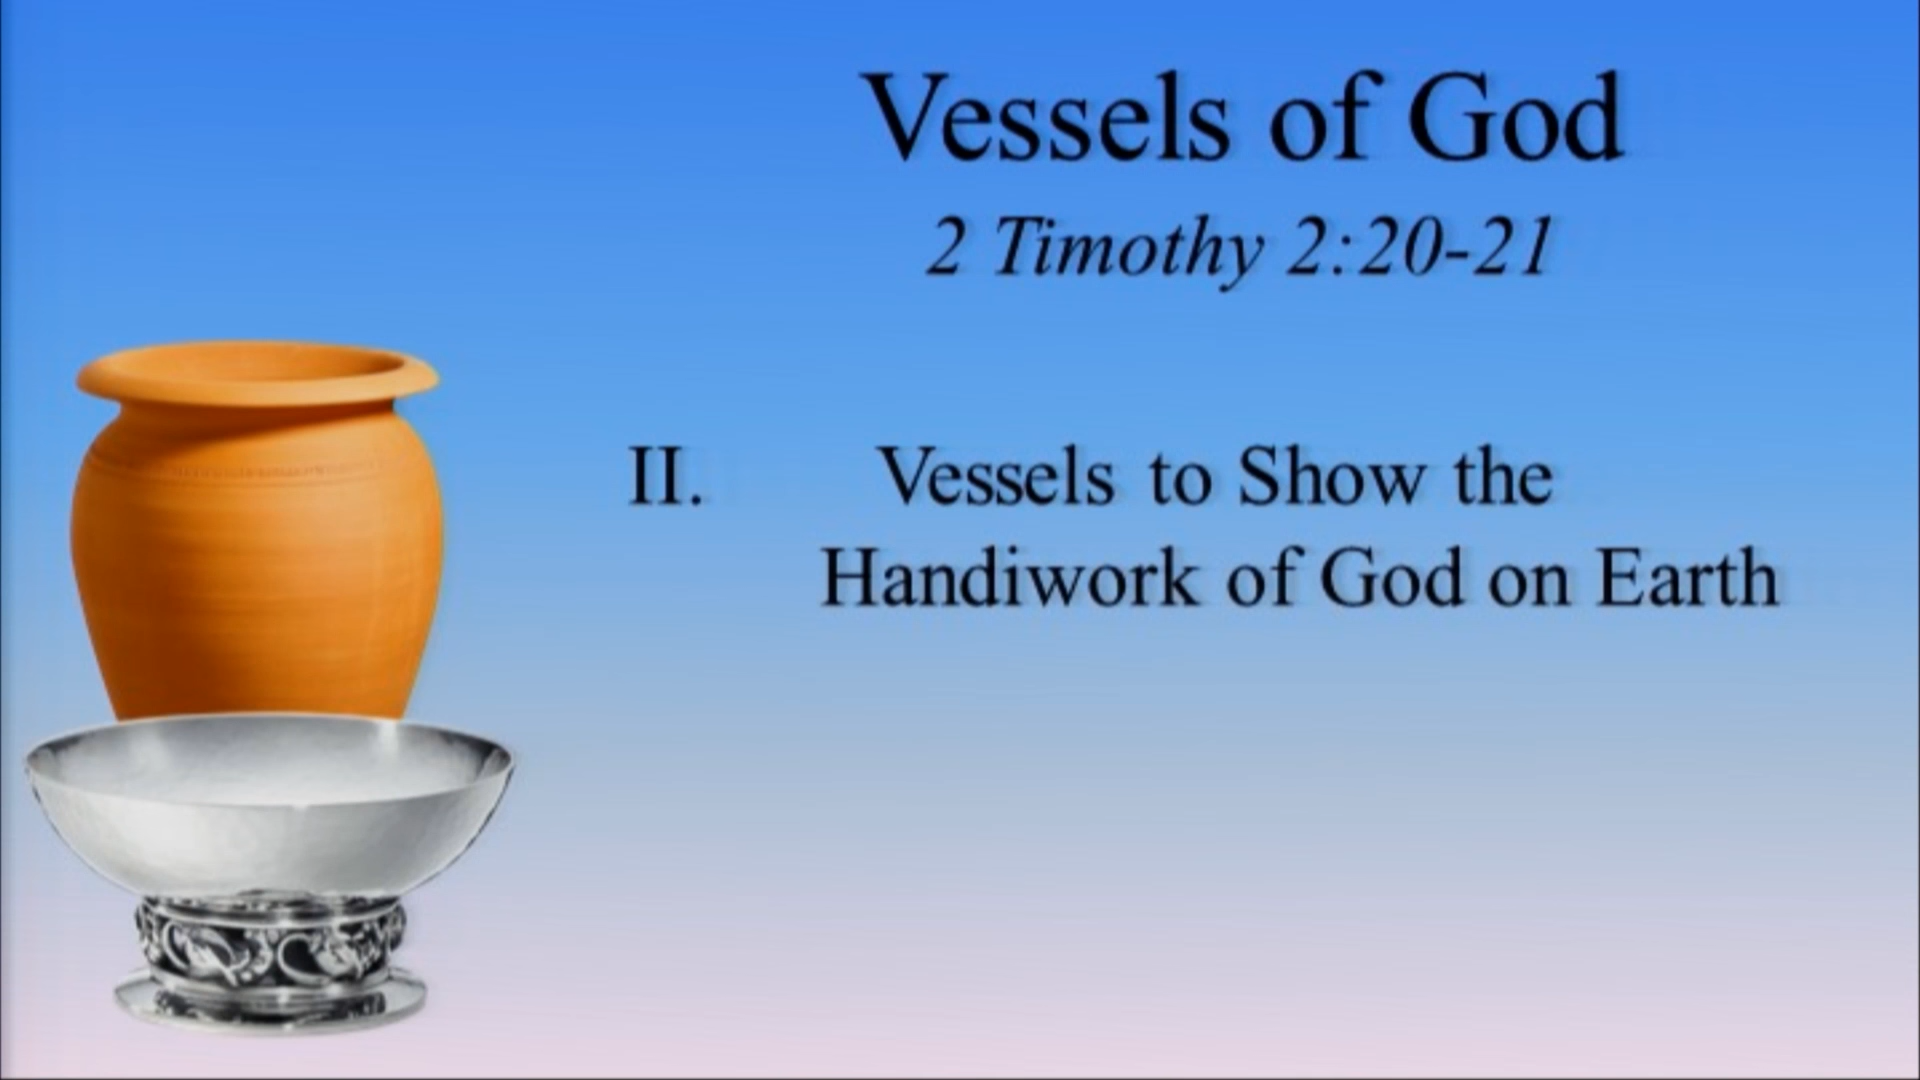 Vessels of God
2 Timothy 2:20-21
II. Vessels to Show the
Handiwork of God on Earth